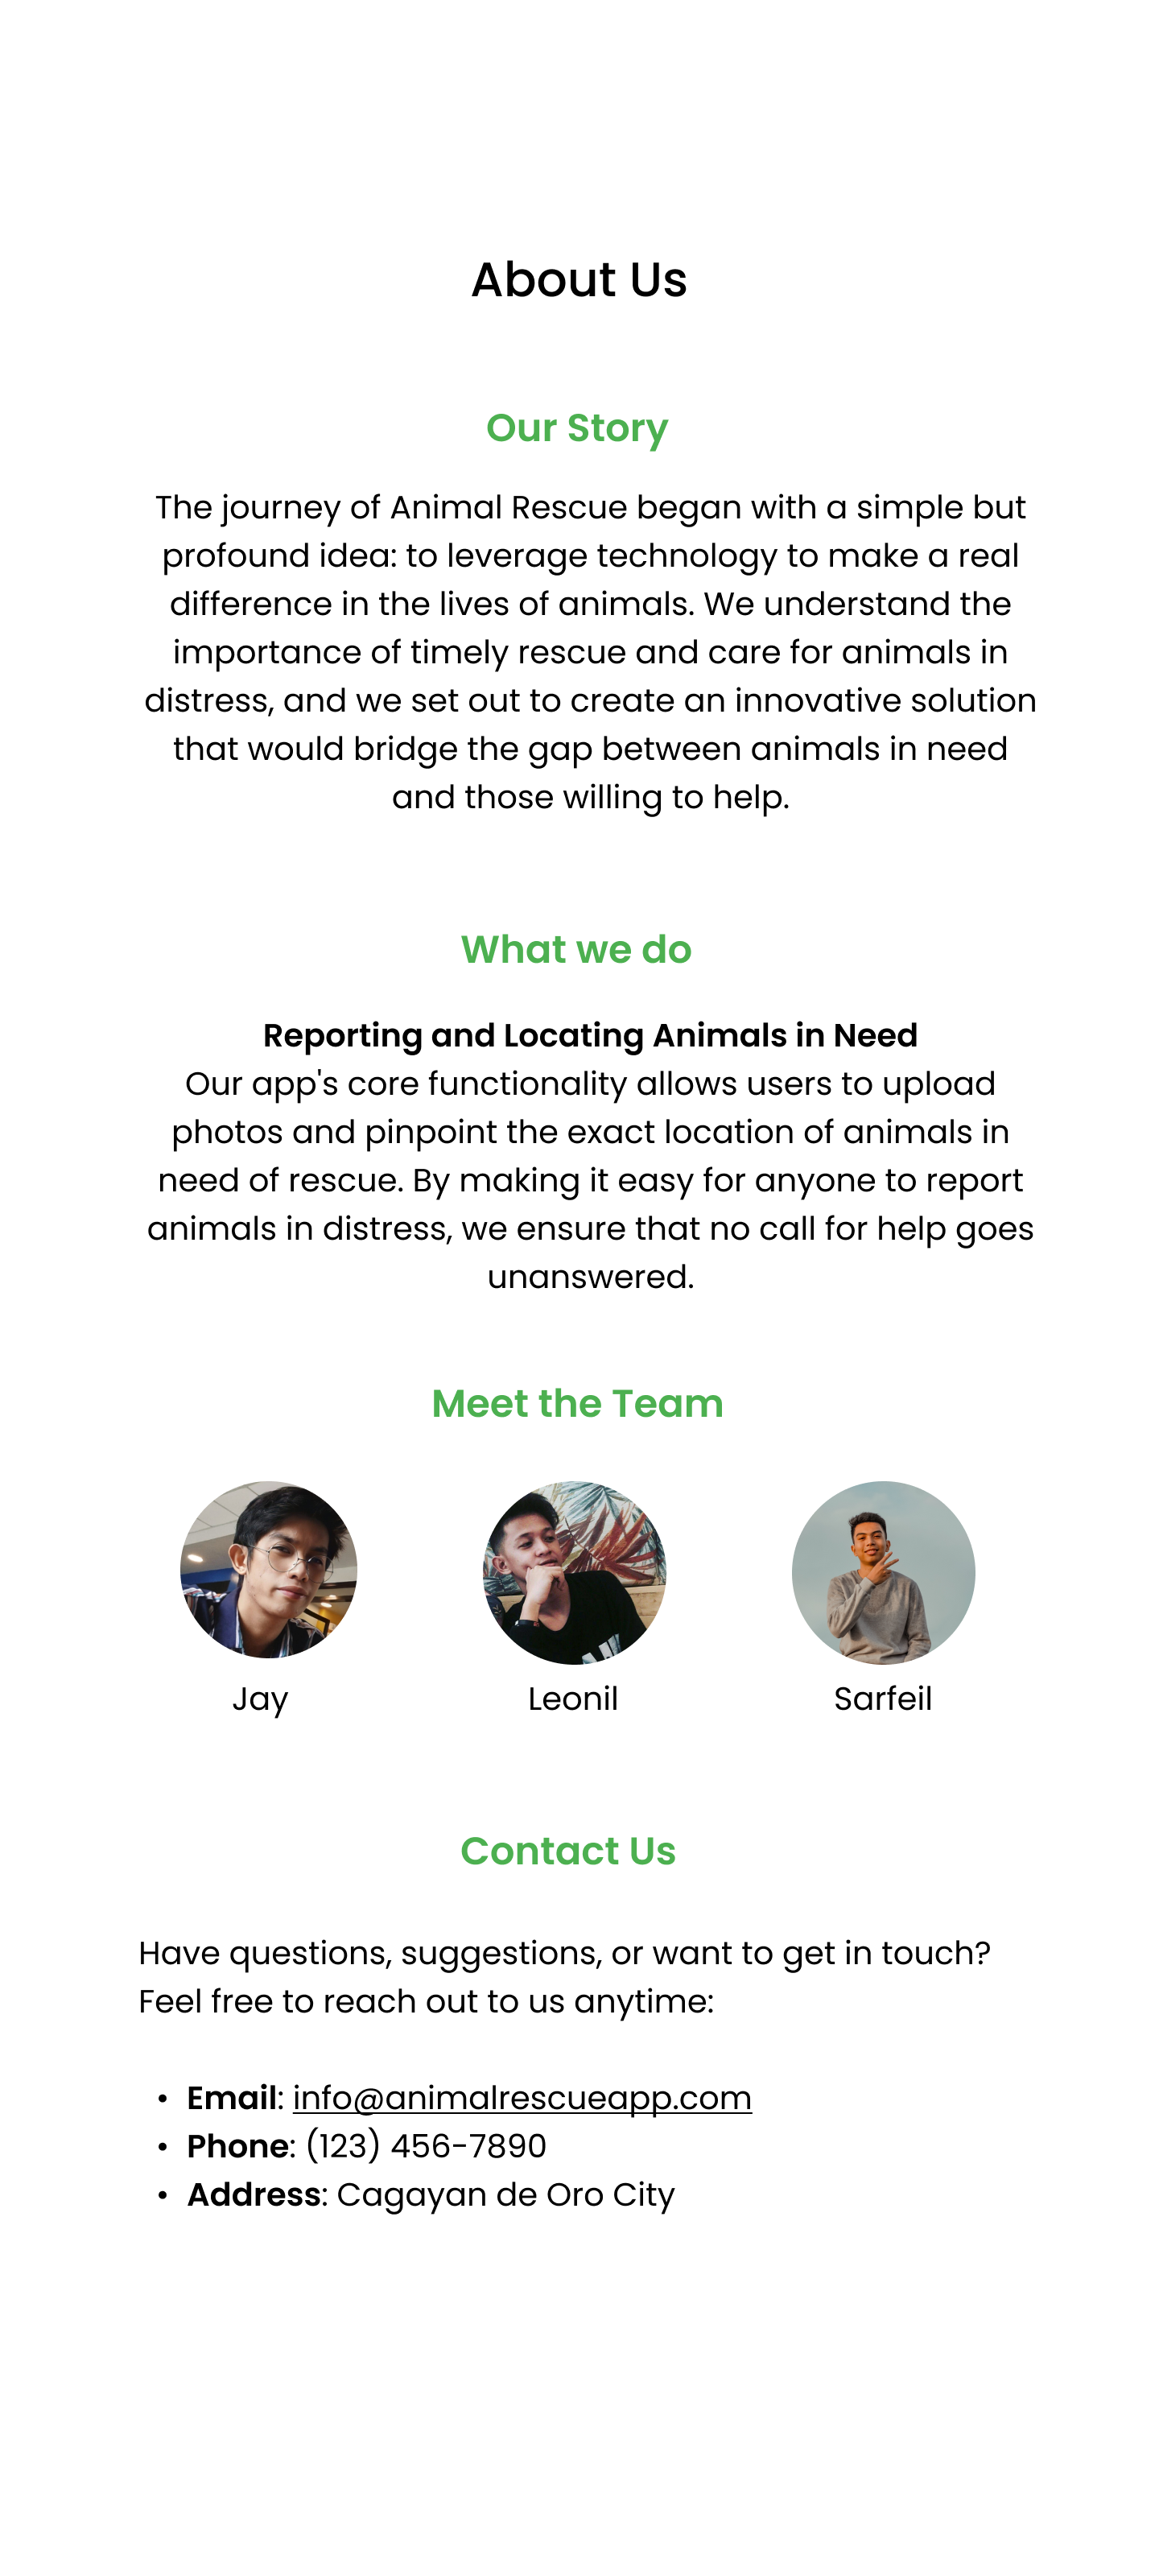 About Us
Our Story
The journey of Animal Rescue began with a simple but
profound idea: to leverage technology to make a real
difference in the lives of animals. We understand the
importance of timely rescue and care for animals in
distress, and we set out to create an innovative solution
that would bridge the gap between animals in need
and those willing to help.
What we do
Reporting and Locating Animals in Need
Our app's core functionality allows users to upload
photos and pinpoint the exact location of animals in
need of rescue. By making it easy for anyone to report
animals in distress, we ensure that no call for help goes
unanswered.
Meet the Team
Jay Leonil Sarfeil
Contact Us
Have questions, suggestions, or want to get in touch?
Feel free to reach out to us anytime:
• Email: info@animalrescueapp.com
• Phone: (123) 456-7890
• Address: Cagayan de Oro City